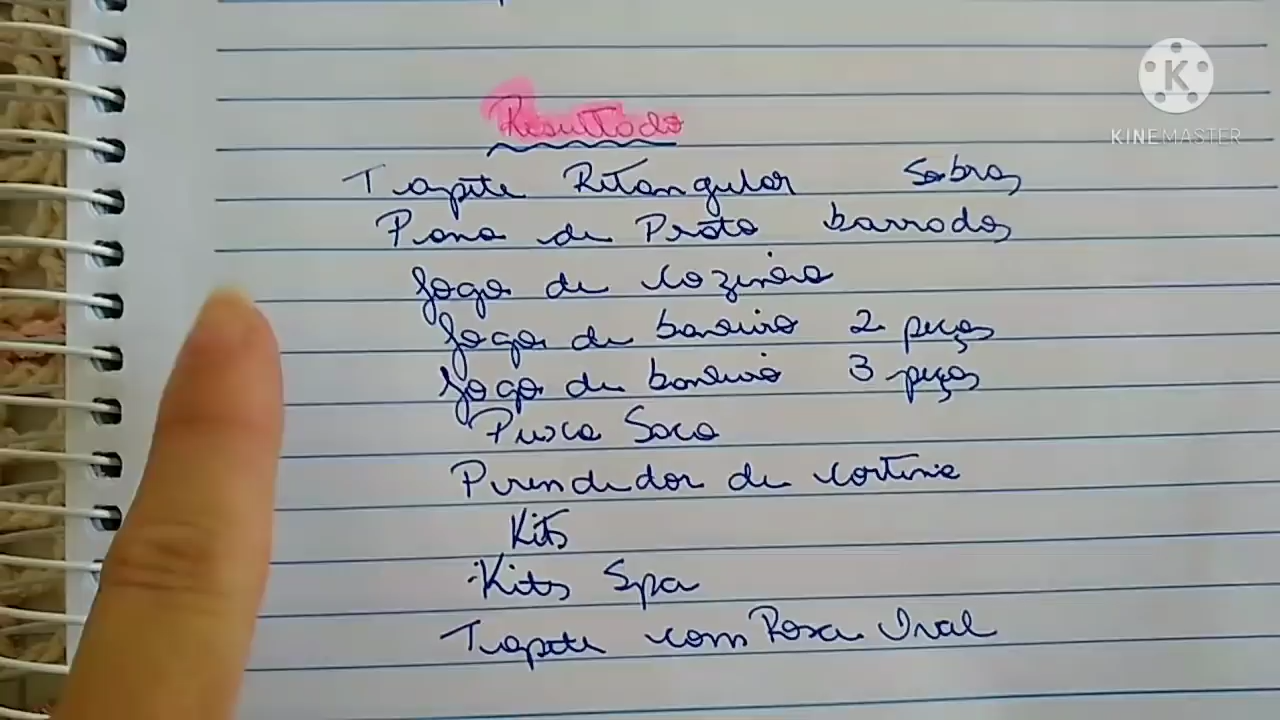 Resultado
KINEMASTER
Tapete Retangular Sobras
Pano de Prato barrados
Jogo de Cozinha
Jogo de banheiro 2 peças
Jogo de banheiro 3 peças
Puxa Saco
Prendedor de cortina
Kits
Kits Spa
Tapete com Rosa Oval